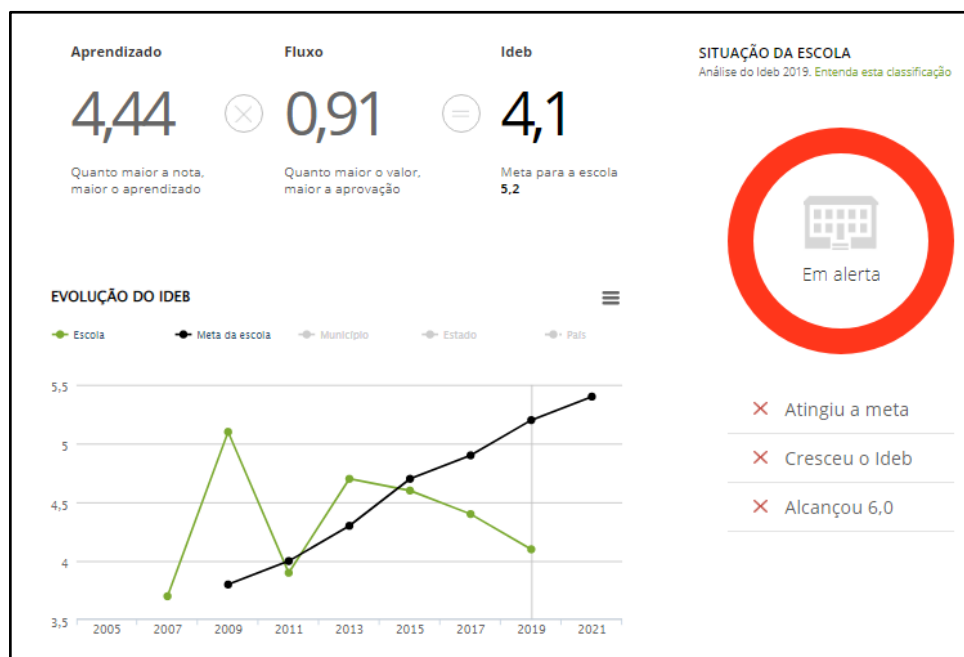 Aprendizado
4,44
Quanto maior a nota,
maior o aprendizado
×
Fluxo
0,91
Quanto maior o valor,
maior a aprovação
=
Ideb
4,1
Meta para a escola
5,2
SITUAÇÃO DA ESCOLA
Análise do Ideb 2019. Entenda esta classificação
Em alerta
Atingiu a meta
Cresceu o Ideb
Alcançou 6,0
EVOLUÇÃO DO IDEB
Escola
Meta da escola
Município
Estado
País
5,5
5
4,5
4
3,5
2005
2007
2009
2011
2013
2015
2017
2019
2021